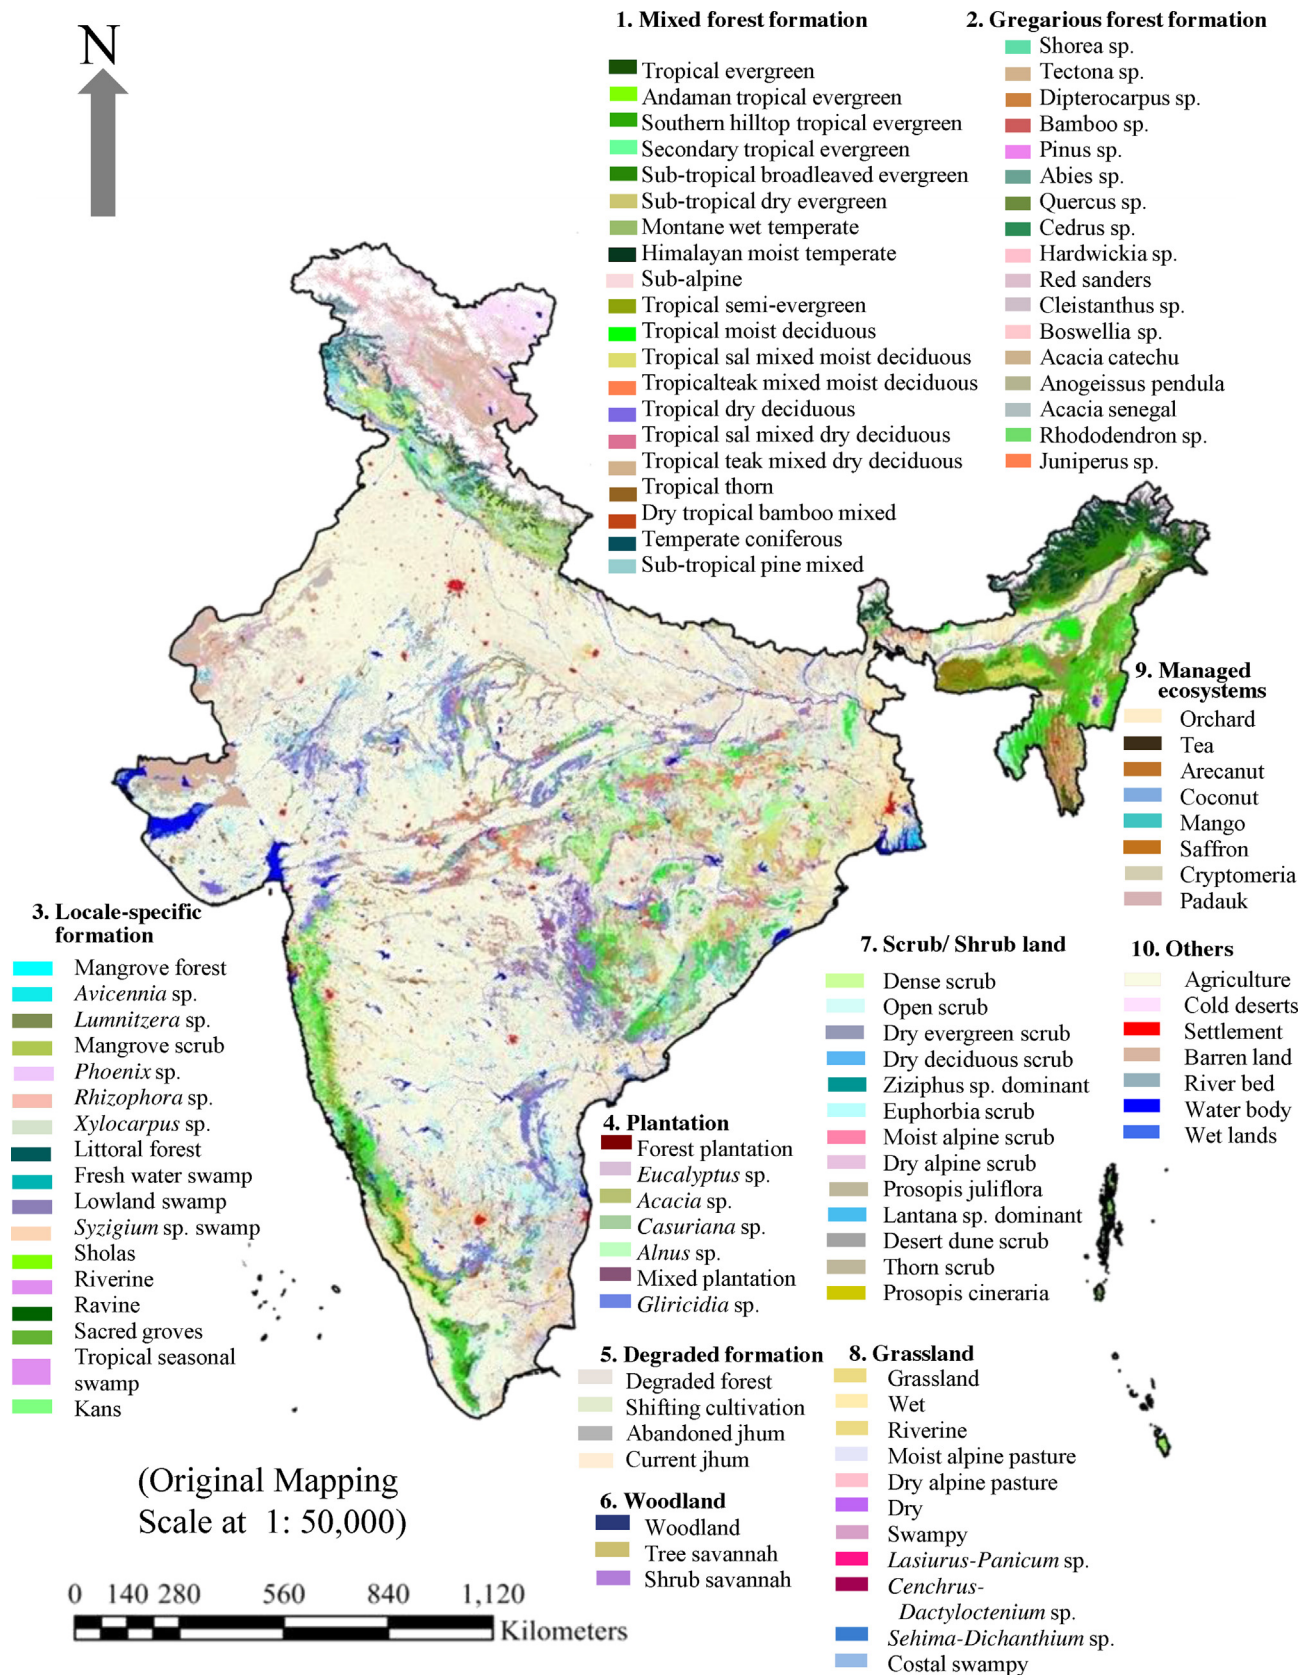 N
1. Mixed forest formation
Tropical evergreen
Andaman tropical evergreen
Southern hilltop tropical evergreen
Secondary tropical evergreen
Sub-tropical broadleaved evergreen
Sub-tropical dry evergreen
Montane wet temperate
Himalayan moist temperate
Sub-alpine
Tropical semi-evergreen
Tropical moist deciduous
Tropical sal mixed moist deciduous
Tropicalteak mixed moist deciduous
Tropical dry deciduous
Tropical sal mixed dry deciduous
Tropical teak mixed dry deciduous
Tropical thorn
Dry tropical bamboo mixed
Temperate coniferous
Sub-tropical pine mixed
2. Gregarious forest formation
Shorea sp.
Tectona sp.
Dipterocarpus sp.
Bamboo sp.
Pinus sp.
Abies sp.
Quercus sp.
Cedrus sp.
Hardwickia sp.
Red sanders
Cleistanthus sp.
Boswellia sp.
Acacia catechu
Anogeissus pendula
Acacia senegal
Rhododendron sp.
Juniperus sp.
3. Locale-specific
formation
Mangrove forest
Avicennia sp.
Lumnitzera sp.
Mangrove scrub
Phoenix sp.
Rhizophora sp.
Xylocarpus sp.
Littoral forest
Fresh water swamp
Lowland swamp
Syzigium sp. swamp
Sholas
Riverine
Ravine
Sacred groves
Tropical seasonal
swamp
Kans
4. Plantation
Forest plantation
Eucalyptus sp.
Acacia sp.
Casuriana sp.
Alnus sp.
Mixed plantation
Gliricidia sp.
5. Degraded formation
Degraded forest
Shifting cultivation
Abandoned jhum
Current jhum
6. Woodland
Woodland
Tree savannah
Shrub savannah
7. Scrub/ Shrub land
Dense scrub
Open scrub
Dry evergreen scrub
Dry deciduous scrub
Ziziphus sp. dominant
Euphorbia scrub
Moist alpine scrub
Dry alpine scrub
Prosopis juliflora
Lantana sp. dominant
Desert dune scrub
Thorn scrub
Prosopis cineraria
8. Grassland
Grassland
Wet
Riverine
Moist alpine pasture
Dry alpine pasture
Dry
Swampy
Lasiurus-Panicum sp.
Cenchrus-
Dactyloctenium sp.
Sehima-Dichanthium sp.
Costal swampy
9. Managed
ecosystems
Orchard
Tea
Arecanut
Coconut
Mango
Saffron
Cryptomeria
Padauk
10. Others
Agriculture
Cold deserts
Settlement
Barren land
River bed
Water body
Wet lands
(Original Mapping
Scale at 1: 50,000)
0 140 280 560 840 1,120
Kilometers